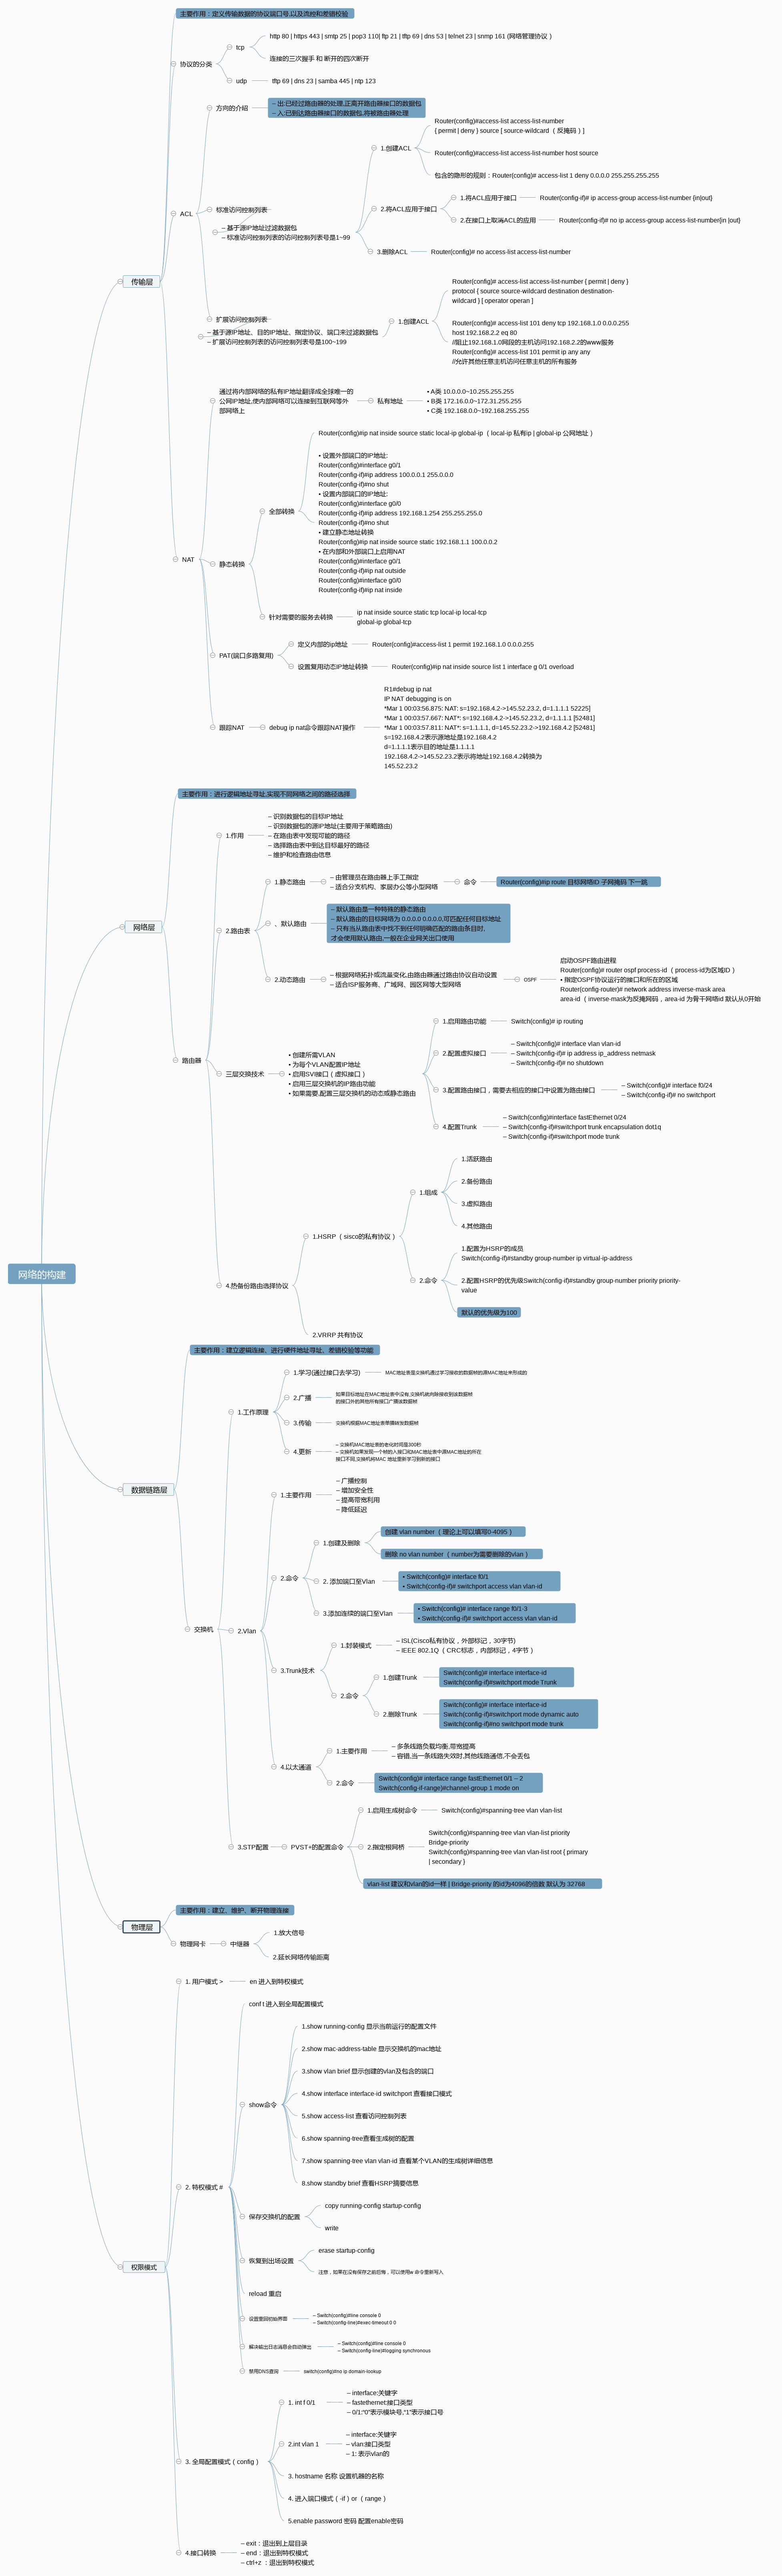 网络的构建
传输层
主要作用：定义传输数据的协议端口号,以及流控和差错校验
协议的分类
tcp
http 80 | https 443 | smtp 25 | pop3 110| ftp 21 | tftp 69 | dns 53 | telnet 23 | snmp 161 (网络管理协议 )
连接的三次握手 和 断开的四次断开
udp
tftp 69 | dns 23 | samba 445 | ntp 123
ACL
方向的介绍
– 出:已经过路由器的处理,正离开路由器接口的数据包
– 入:已到达路由器接口的数据包,将被路由器处理
标准访问控制列表
– 基于源IP地址过滤数据包
– 标准访问控制列表的访问控制列表号是1~99
1.创建ACL
Router(config)#access-list access-list-number
{ permit | deny } source [ source-wildcard （ 反掩码 ) ]
Router(config)#access-list access-list-number host source
包含的隐形的规则：Router(config)# access-list 1 deny 0.0.0.0 255.255.255.255
2.将ACL应用于接口
1.将ACL应用于接口
Router(config-if)# ip access-group access-list-number {in|out}
2.在接口上取消ACL的应用
Router(config-if)# no ip access-group access-list-number{in |out}
3.删除ACL
Router(config)# no access-list access-list-number
扩展访问控制列表
– 基于源IP地址、目的IP地址、指定协议、端口来过滤数据包
– 扩展访问控制列表的访问控制列表号是100~199
1.创建ACL
Router(config)# access-list access-list-number { permit | deny }
protocol { source source-wildcard destination destination-
wildcard } [ operator operan ]
Router(config)# access-list 101 deny tcp 192.168.1.0 0.0.0.255
host 192.168.2.2 eq 80
//阻止192.168.1.0网段的主机访问192.168.2.2的www服务
Router(config)# access-list 101 permit ip any any
//允许其他任意主机访问任意主机的所有服务
NAT
通过将内部网络的私有IP地址翻译成全球唯一的
公网IP地址,使内部网络可以连接到互联网等外
部网络上
私有地址
• A类 10.0.0.0~10.255.255.255
• B类 172.16.0.0~172.31.255.255
• C类 192.168.0.0~192.168.255.255
静态转换
全部转换
Router(config)#ip nat inside source static local-ip global-ip （ local-ip 私有ip | global-ip 公网地址 )
• 设置外部端口的IP地址:
Router(config)#interface g0/1
Router(config-if)#ip address 100.0.0.1 255.0.0.0
Router(config-if)#no shut
• 设置内部端口的IP地址:
Router(config)#interface g0/0
Router(config-if)#ip address 192.168.1.254 255.255.255.0
Router(config-if)#no shut
• 建立静态地址转换
Router(config)#ip nat inside source static 192.168.1.1 100.0.0.2
• 在内部和外部端口上启用NAT
Router(config)#interface g0/1
Router(config-if)#ip nat outside
Router(config)#interface g0/0
Router(config-if)#ip nat inside
针对需要的服务去转换
ip nat inside source static tcp local-ip local-tcp
global-ip global-tcp
PAT(端口多路复用)
定义内部的ip地址
Router(config)#access-list 1 permit 192.168.1.0 0.0.0.255
设置复用动态IP地址转换
Router(config)#ip nat inside source list 1 interface g 0/1 overload
跟踪NAT
debug ip nat命令跟踪NAT操作
R1#debug ip nat
IP NAT debugging is on
*Mar 1 00:03:56.875: NAT: s=192.168.4.2->145.52.23.2, d=1.1.1.1 52225]
*Mar 1 00:03:57.667: NAT*: s=192.168.4.2->145.52.23.2, d=1.1.1.1 [52481]
*Mar 1 00:03:57.811: NAT*: s=1.1.1.1, d=145.23.2->192.168.4.2 [52481]
s=192.168.4.2表示源地址是192.168.4.2
d=1.1.1.1表示目的地址是1.1.1.1
192.168.4.2->145.52.23.2表示将地址192.168.4.2转换为
145.52.23.2
网络层
主要作用：进行逻辑地址寻址,实现不同网络之间的路径选择
路由器
1.作用
– 识别数据包的目标IP地址
– 识别数据包的源IP地址(主要用于策略路由)
– 在路由表中发现可能的路径
– 选择路由表中到达目标最好的路径
– 维护和检查路由信息
2.路由表
1.静态路由
– 由管理员在路由器上手工指定
– 适合分支机构、家居办公等小型网络
命令
Router(config)#ip route 目标网络ID 子网掩码 下一跳
、默认路由
– 默认路由是一种特殊的静态路由
– 默认路由的目标网络为 0.0.0.0 0.0.0.0,可匹配任何目标地址
– 只有当从路由表中找不到任何明确匹配的路由条目时,
才会使用默认路由,一般在企业网关出口使用
2.动态路由
– 根据网络拓扑或流量变化,由路由器通过路由协议自动设置
– 适合ISP服务商、广域网、园区网等大型网络
OSPF
启动OSPF路由进程
Router(config)# router ospf process-id （ process-id为区域ID ）
• 指定OSPF协议运行的接口和所在的区域
Router(config-router)# network address inverse-mask area
area-id （ inverse-mask为反掩网码，area-id 为骨干网络id 默认从0开始
三层交换技术
• 创建所需VLAN
• 为每个VLAN配置IP地址
• 启用SVI接口 ( 虚拟接口 )
• 启用三层交换机的IP路由功能
• 如果需要,配置三层交换机的动态或静态路由
1.启用路由功能
Switch(config)# ip routing
2.配置虚拟接口
– Switch(config)# interface vlan vlan-id
– Switch(config-if)# ip address ip_address netmask
– Switch(config-if)# no shutdown
3.配置路由接口，需要去相应的接口中设置为路由接口
– Switch(config)# interface f0/24
– Switch(config-if)# no switchport
4.配置Trunk
– Switch(config)#interface fastEthernet 0/24
– Switch(config-if)#switchport trunk encapsulation dot1q
– Switch(config-if)#switchport mode trunk
4.热备份路由选择协议
1.HSRP （ sisco的私有协议 ）
1.组成
1.活跃路由
2.备份路由
3.虚拟路由
4.其他路由
2.命令
1.配置为HSRP的成员
Switch(config-if)#standby group-number ip virtual-ip-address
2.配置HSRP的优先级Switch(config-if)#standby group-number priority priority-
value
默认的优先级为100
2.VRRP 共有协议
数据链路层
主要作用：建立逻辑连接、进行硬件地址寻址、差错校验等功能
交换机
1.工作原理
1.学习(通过接口去学习)
MAC地址表是交换机通过学习接收的数据帧的源MAC地址来形成的
2.广播
如果目标地址在MAC地址表中没有,交换机就向除接收到该数据帧
的接口外的其他所有接口广播该数据帧
3.传输
交换机根据MAC地址表单播转发数据帧
4.更新
– 交换机MAC地址表的老化时间是300秒
– 交换机如果发现一个帧的入接口和MAC地址表中源MAC地址的所在
接口不同,交换机将MAC 地址重新学习到新的接口
2.Vlan
1.主要作用
– 广播控制
– 增加安全性
– 提高带宽利用
– 降低延迟
2.命令
1.创建及删除
创建 vlan number （ 理论上可以填写0-4095 ）
删除 no vlan number （ number为需要删除的vlan ）
2. 添加端口至Vlan
• Switch(config)# interface f0/1
• Switch(config-if)# switchport access vlan vlan-id
3.添加连续的端口至Vlan
• Switch(config)# interface range f0/1-3
• Switch(config-if)# switchport access vlan vlan-id
3.Trunk技术
1.封装模式
– ISL(Cisco私有协议，外部标记，30字节)
– IEEE 802.1Q （ CRC标志，内部标记，4字节 ）
2.命令
1.创建Trunk
Switch(config)# interface interface-id
Switch(config-if)#switchport mode Trunk
2.删除Trunk
Switch(config)# interface interface-id
Switch(config-if)#switchport mode dynamic auto
Switch(config-if)#no switchport mode trunk
4.以太通道
1.主要作用
– 多条线路负载均衡,带宽提高
– 容错,当一条线路失效时,其他线路通信,不会丢包
2.命令
Switch(config)# interface range fastEthernet 0/1 – 2
Switch(config-if-range)#channel-group 1 mode on
3.STP配置
PVST+的配置命令
1.启用生成树命令
Switch(config)#spanning-tree vlan vlan-list
2.指定根网桥
Switch(config)#spanning-tree vlan vlan-list priority
Bridge-priority
Switch(config)#spanning-tree vlan vlan-list root { primary
| secondary }
vlan-list 建议和vlan的id一样 | Bridge-priority 的id为4096的倍数 默认为 32768
物理层
主要作用：建立、维护、断开物理连接
物理网卡
中继器
1.放大信号
2.延长网络传输距离
权限模式
1. 用户模式 >
en 进入到特权模式
2. 特权模式 #
conf t 进入到全局配置模式
show命令
1.show running-config 显示当前运行的配置文件
2.show mac-address-table 显示交换机的mac地址
3.show vlan brief 显示创建的vlan及包含的端口
4.show interface interface-id switchport 查看接口模式
5.show access-list 查看访问控制列表
6.show spanning-tree查看生成树的配置
7.show spanning-tree vlan vlan-id 查看某个VLAN的生成树详细信息
8.show standby brief 查看HSRP摘要信息
保存交换机的配置
copy running-config startup-config
write
恢复到出场设置
erase startup-config
注意，如果在没有保存之前后悔，可以使用w 命令重新写入
reload 重启
设置重回初始界面
– Switch(config)#line console 0
– Switch(config-line)#exec-timeout 0 0
解决输出日志消息会自动弹出
– Switch(config)#line console 0
– Switch(config-line)#logging synchronous
禁用DNS查询
switch(config)#no ip domain-lookup
3. 全局配置模式 ( config )
1. int f 0/1
– interface:关键字
– fastethernet:接口类型
– 0/1:“0”表示模块号,“1”表示接口号
2.int vlan 1
– interface:关键字
– vlan:接口类型
– 1: 表示vlan的
3. hostname 名称 设置机器的名称
4. 进入端口模式 ( -if ) or （ range ）
5.enable password 密码 配置enable密码
4.接口转换
– exit：退出到上层目录
– end：退出到特权模式
– ctrl+z ：退出到特权模式